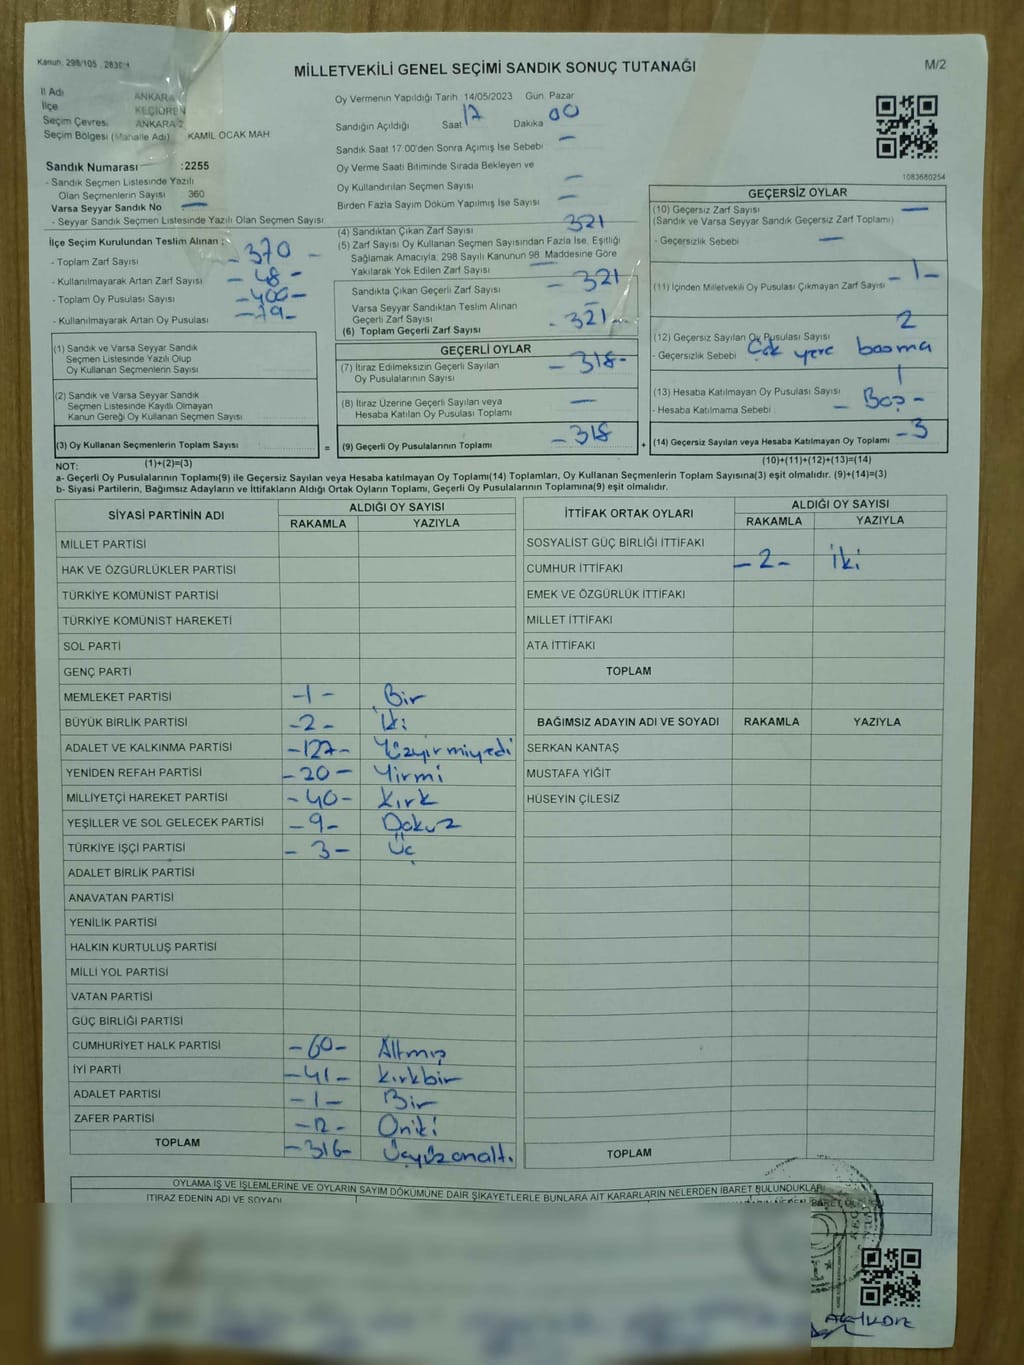 Kanun: 298/105
MİLLETVEKİLİ GENEL SEÇİMİ SANDIK SONUÇ TUTANAĞI
M/2
İl Adı ANKARA
İlçe KEÇİÖREN
Seçim Çevres. ANKARA 2
Seçim Bölgesi (Mahalle Adı) KAMİL OCAK MAH
Sandık Numarası :2255
- Sandık Seçmen Listesinde Yazılı
Olan Seçmenlerin Sayısı 360
Varsa Seyyar Sandık No —
- Seyyar Sandık Seçmen Listesinde Yazılı Olan Seçmen Sayısı
Oy Vermenin Yapıldığı Tarih 14/05/2023 Gün. Pazar
Sandığın Açıldığı Saat 17 Dakika 00
Sandık Saat 17:00'den Sonra Açımış İse Sebebi —
Oy Verme Saati Bitiminde Sırada Bekleyen ve
Oy Kullandırılan Seçmen Sayısı —
Birden Fazla Sayım Döküm Yapılmış İse Sayısı —
1083680254
İlçe Seçim Kurulundan Teslim Alınan ;
- Toplam Zarf Sayısı - 370 -
- Kullanılmayarak Artan Zarf Sayısı - 48 -
- Toplam Oy Pusulası Sayısı - 400 -
- Kullanılmayarak Artan Oy Pusulası - 79 -
(4) Sandıktan Çıkan Zarf Sayısı 321
(5) Zarf Sayısı Oy Kullanan Seçmen Sayısından Fazla İse, Eşitliği
Sağlamak Amacıyla, 298 Sayılı Kanunun 98. Maddesine Göre
Yakılarak Yok Edilen Zarf Sayısı —
Sandıkta Çıkan Geçerli Zarf Sayısı - 321
Varsa Seyyar Sandıktan Teslim Alınan
Geçerli Zarf Sayısı —
(6) Toplam Geçerli Zarf Sayısı - 321 -
GEÇERSİZ OYLAR
(10) Geçersiz Zarf Sayısı —
(Sandık ve Varsa Seyyar Sandık Geçersiz Zarf Toplamı)
- Geçersizlik Sebebi —
(11) İçinden Milletvekili Oy Pusulası Çıkmayan Zarf Sayısı - 1 -
(12) Geçersiz Sayılan Oy Pusulası Sayısı 2
- Geçersizlik Sebebi Çok yere basma
(13) Hesaba Katılmayan Oy Pusulası Sayısı 1
- Hesaba Katılmama Sebebi - Boş -
(14) Geçersiz Sayılan veya Hesaba Katılmayan Oy Toplamı - 3
(10)+(11)+(12)+(13)=(14)
(1) Sandık ve Varsa Seyyar Sandık
Seçmen Listesinde Yazılı Olup
Oy Kullanan Seçmenlerin Sayısı
(2) Sandık ve Varsa Seyyar Sandık
Seçmen Listesinde Kayıtlı Olmayan
Kanun Gereği Oy Kullanan Seçmen Sayısı
(3) Oy Kullanan Seçmenlerin Toplam Sayısı
(1)+(2)=(3)
GEÇERLİ OYLAR
(7) İtiraz Edilmeksizin Geçerli Sayılan
Oy Pusulalarının Sayısı - 318 -
(8) İtiraz Üzerine Geçerli Sayılan veya
Hesaba Katılan Oy Pusulası Toplamı —
= (9) Geçerli Oy Pusulalarının Toplamı - 318 +
NOT:
a- Geçerli Oy Pusulalarının Toplamı(9) ile Geçersiz Sayılan veya Hesaba katılmayan Oy Toplam(14) Toplamları, Oy Kullanan Seçmenlerin Toplam Sayısına(3) eşit olmalıdır. (9)+(14)=(3)
b- Siyasi Partilerin, Bağımsız Adayların ve İttifakların Aldığı Ortak Oyların Toplamı, Geçerli Oy Pusulalarının Toplamına(9) eşit olmalıdır.
SİYASİ PARTİNİN ADI ALDIĞI OY SAYISI
RAKAMLA YAZIYLA
MİLLET PARTİSİ
HAK VE ÖZGÜRLÜKLER PARTİSİ
TÜRKİYE KOMÜNİST PARTİSİ
TÜRKİYE KOMÜNİST HAREKETİ
SOL PARTİ
GENÇ PARTİ
MEMLEKET PARTİSİ -1- Bir
BÜYÜK BİRLİK PARTİSİ -2- İki
ADALET VE KALKINMA PARTİSİ -127- Yüzyirmiyedi
YENİDEN REFAH PARTİSİ -20- Yirmi
MİLLİYETÇİ HAREKET PARTİSİ -40- Kırk
YEŞİLLER VE SOL GELECEK PARTİSİ -9- Dokuz
TÜRKİYE İŞÇİ PARTİSİ -3- Üç
ADALET BİRLİK PARTİSİ
ANAVATAN PARTİSİ
YENİLİK PARTİSİ
HALKIN KURTULUŞ PARTİSİ
MİLLİ YOL PARTİSİ
VATAN PARTİSİ
GÜÇ BİRLİĞİ PARTİSİ
CUMHURİYET HALK PARTİSİ -60- Altmış
İYİ PARTİ -41- Kırkbir
ADALET PARTİSİ -1- Bir
ZAFER PARTİSİ -12- Oniki
TOPLAM -316- Üçyüzonaltı
İTTİFAK ORTAK OYLARI ALDIĞI OY SAYISI
RAKAMLA YAZIYLA
SOSYALİST GÜÇ BİRLİĞİ İTTİFAKI
CUMHUR İTTİFAKI -2- İki
EMEK VE ÖZGÜRLÜK İTTİFAKI
MİLLET İTTİFAKI
ATA İTTİFAKI
TOPLAM
BAĞIMSIZ ADAYIN ADI VE SOYADI RAKAMLA YAZIYLA
SERKAN KANTAŞ
MUSTAFA YİĞİT
HÜSEYİN ÇİLESİZ
TOPLAM
OYLAMA İŞ VE İŞLEMLERİNE VE OYLARIN SAYIM DÖKÜMÜNE DAİR ŞİKAYETLERLE BUNLARA AİT KARARLARIN NELERDEN İBARET BULUNDUKLARI
İTİRAZ EDENİN ADI VE SOYADI